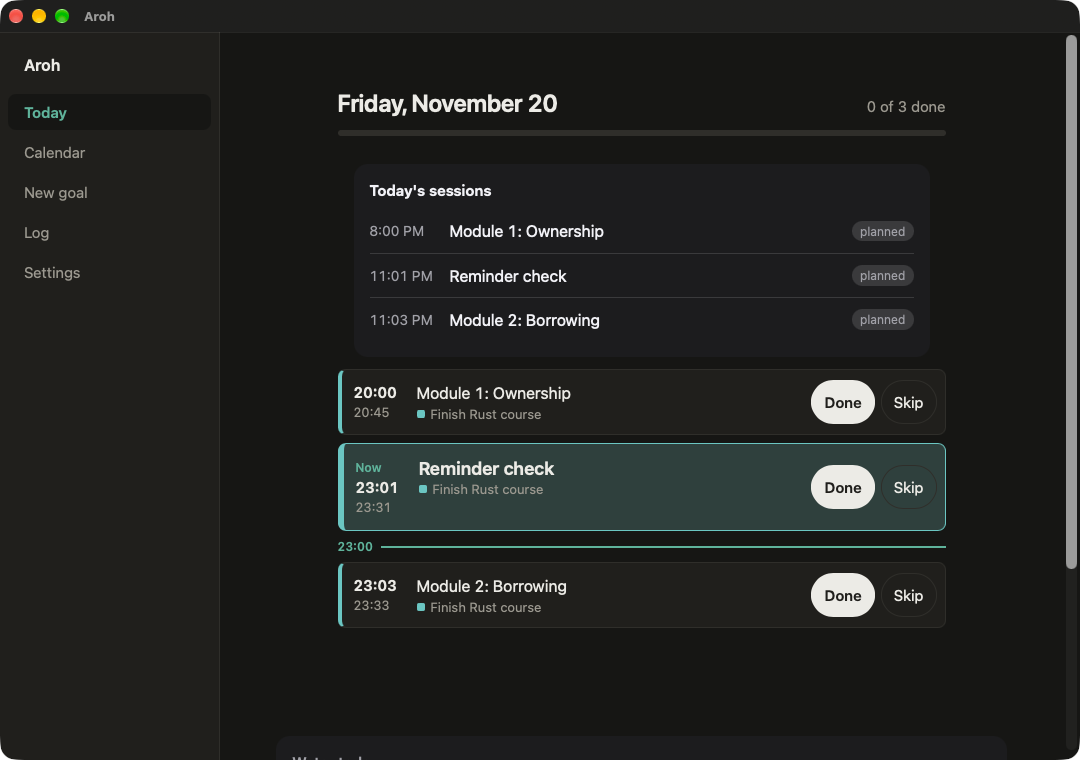 Aroh
Aroh
Today
Calendar
New goal
Log
Settings
Friday, November 20
0 of 3 done
Today's sessions
8:00 PM Module 1: Ownership planned
11:01 PM Reminder check planned
11:03 PM Module 2: Borrowing planned
20:00 Module 1: Ownership
20:45 Finish Rust course
Done Skip
Now
Reminder check
23:01 Finish Rust course
23:31
Done Skip
23:00
23:03 Module 2: Borrowing
23:33 Finish Rust course
Done Skip